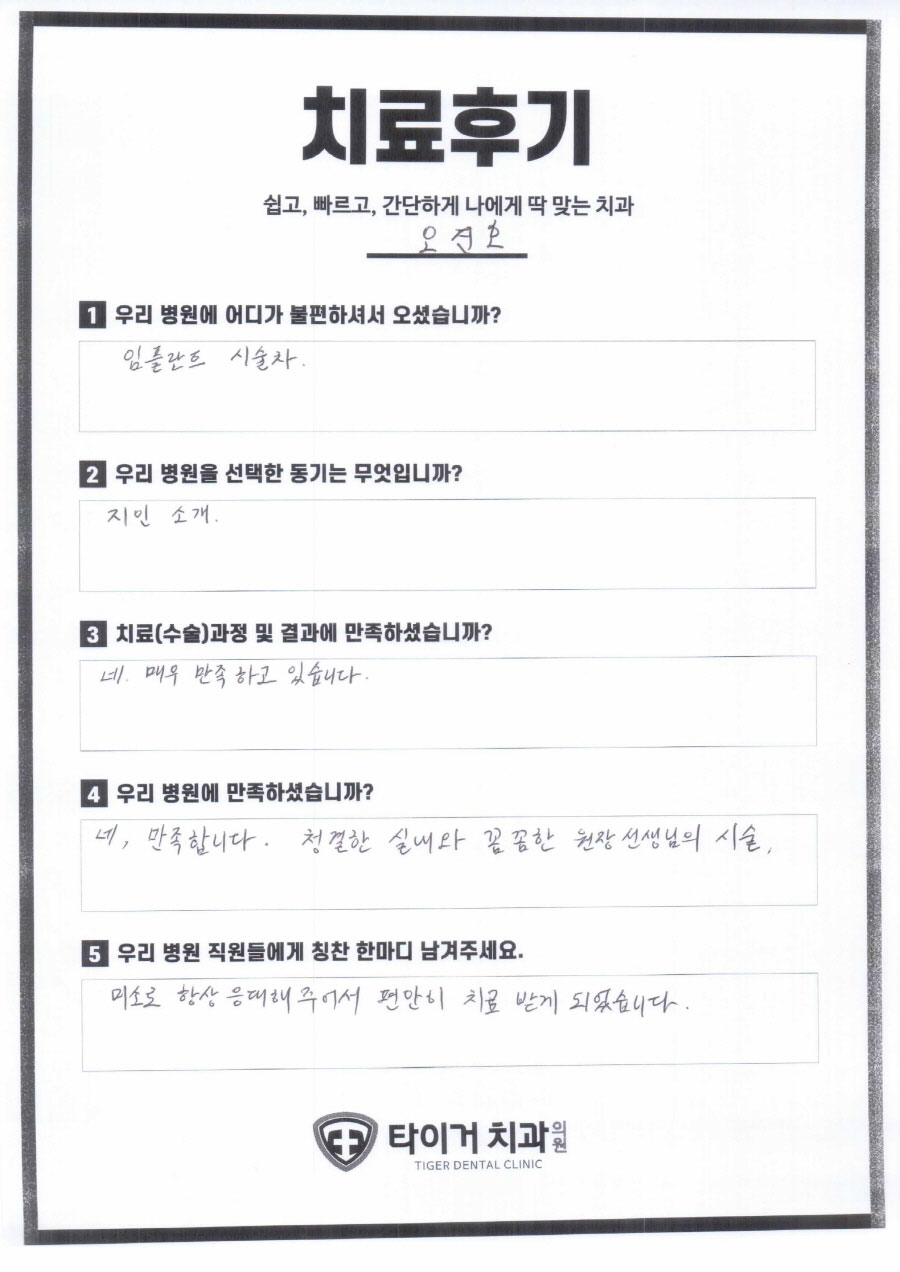 치료후기
쉽고, 빠르고, 간단하게 나에게 딱 맞는 치과
1 우리 병원에 어디가 불편하셔서 오셨습니까?
임플란트 시술차.
2 우리 병원을 선택한 동기는 무엇입니까?
지인 소개.
3 치료(수술)과정 및 결과에 만족하셨습니까?
네. 매우 만족하고 있습니다.
4 우리 병원에 만족하셨습니까?
네, 만족합니다. 청결한 실내와 꼼꼼한 원장선생님의 시술,
5 우리 병원 직원들에게 칭찬 한마디 남겨주세요.
미소로 항상 응대해 주어서 편안히 치료 받게 되었습니다.
타이거 치과의원
TIGER DENTAL CLINIC